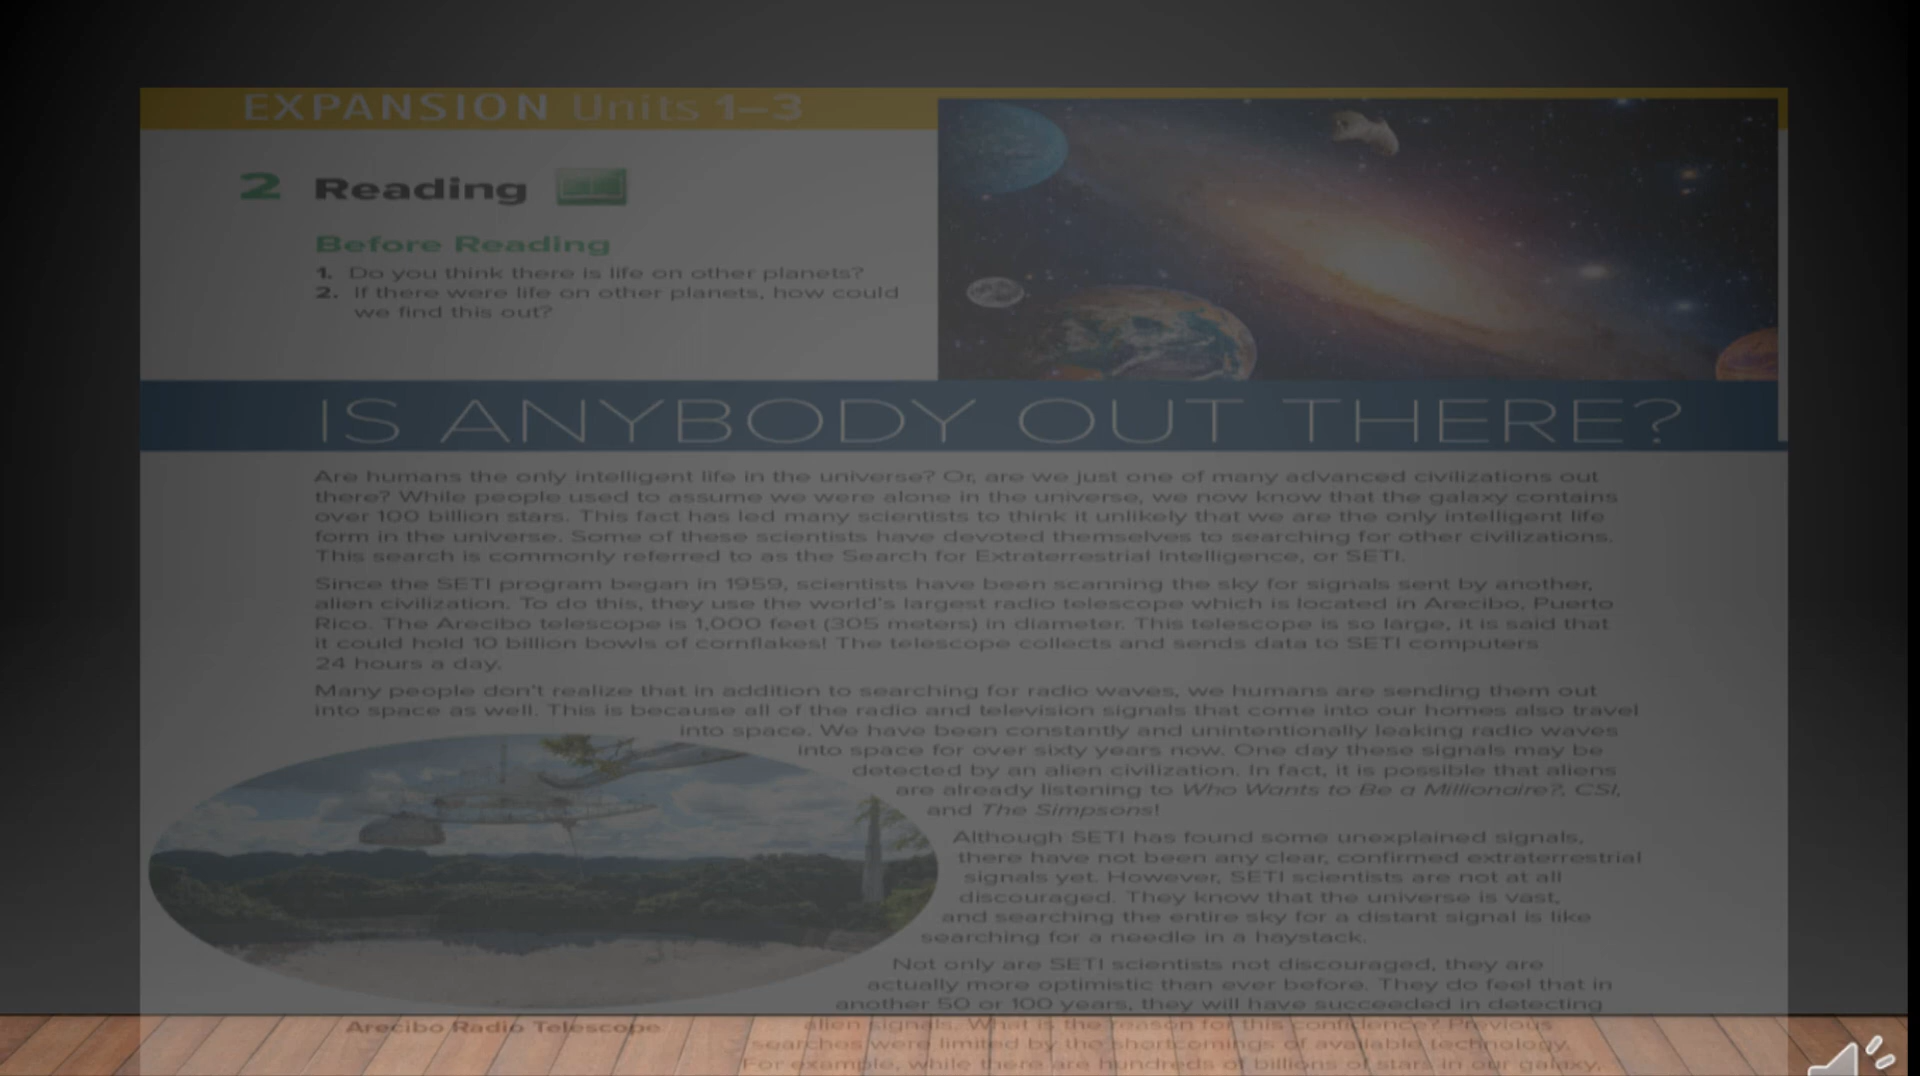 EXPANSION Units 1–3
2 Reading
Before Reading
1. Do you think there is life on other planets?
2. If there were life on other planets, how could
we find this out?
IS ANYBODY OUT THERE?
Are humans the only intelligent life in the universe? Or, are we just one of many advanced civilizations out
there? While people used to assume we were alone in the universe, we now know that the galaxy contains
over 100 billion stars. This fact has led many scientists to think it unlikely that we are the only intelligent life
form in the universe. Some of these scientists have devoted themselves to searching for other civilizations.
This search is commonly referred to as the Search for Extraterrestrial Intelligence, or SETI.
Since the SETI program began in 1959, scientists have been scanning the sky for signals sent by another,
alien civilization. To do this, they use the world's largest radio telescope which is located in Arecibo, Puerto
Rico. The Arecibo telescope is 1,000 feet (305 meters) in diameter. This telescope is so large, it is said that
it could hold 10 billion bowls of cornflakes! The telescope collects and sends data to SETI computers
24 hours a day.
Many people don't realize that in addition to searching for radio waves, we humans are sending them out
into space as well. This is because all of the radio and television signals that come into our homes also travel
into space. We have been constantly and unintentionally leaking radio waves
into space for over sixty years now. One day these signals may be
detected by an alien civilization. In fact, it is possible that aliens
are already listening to Who Wants to Be a Millionaire?, CSI,
and The Simpsons!
Although SETI has found some unexplained signals,
there have not been any clear, confirmed extraterrestrial
signals yet. However, SETI scientists are not at all
discouraged. They know that the universe is vast,
and searching the entire sky for a distant signal is like
searching for a needle in a haystack.
Not only are SETI scientists not discouraged, they are
actually more optimistic than ever before. They do feel that in
another 50 or 100 years, they will have succeeded in detecting
alien signals. What is the reason for this confidence? Previous
searches were limited by the shortcomings of available technology.
For example, while there are hundreds of billions of stars in our galaxy,
Arecibo Radio Telescope